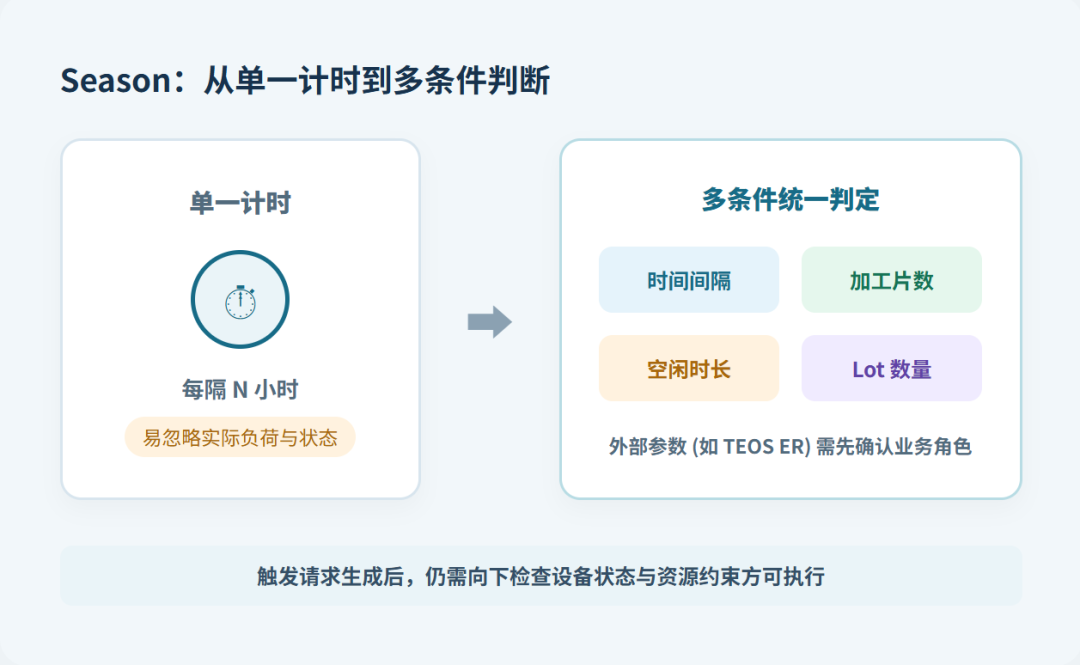 Season：从单一计时到多条件判断
单一计时
每隔 N 小时
易忽略实际负荷与状态
多条件统一判定
时间间隔
加工片数
空闲时长
Lot 数量
外部参数 (如 TEOS ER) 需先确认业务角色
触发请求生成后，仍需向下检查设备状态与资源约束方可执行